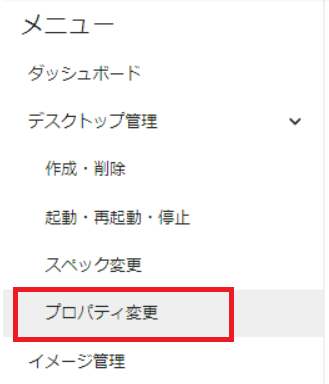 メニュー
ダッシュボード
デスクトップ管理
作成・削除
起動・再起動・停止
スペック変更
プロパティ変更
イメージ管理